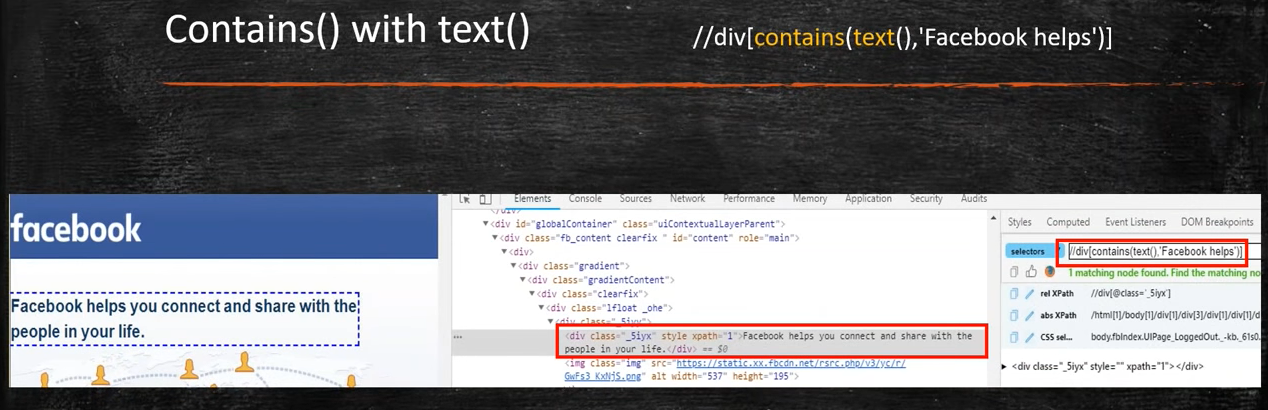 Contains() with text()
//div[contains(text(),'Facebook helps')]
facebook
Facebook helps you connect and share with the
people in your life.
Elements Console Sources Network Performance Memory Application Security Audits
</div>
▼<div id="globalContainer" class="uiContextualLayerParent">
▼<div class="fb_content clearfix " id="content" role="main">
▼<div>
▼<div class="gradient">
▼<div class="gradientContent">
▼<div class="clearfix">
▼<div class="lfloat _ohe">
▼<div class="_5iyy">
<div class="_5iyx" style xpath="1">Facebook helps you connect and share with the
people in your life.</div> == $0
<img class="img" src="https://static.xx.fbcdn.net/rsrc.php/v3/yc/r/
GwFs3_KxNjS.png" alt width="537" height="195">
Styles Computed Event Listeners DOM Breakpoints
selectors //div[contains(text(),'Facebook helps')]
1 matching node found. Find the matching no
rel XPath //div[@class='_5iyx']
abs XPath /html[1]/body[1]/div[1]/div[3]/div[1]/div[1]/d
CSS sel... body.fbIndex.UIPage_LoggedOut._-kb._61s0.
▶ <div class="_5iyx" style="" xpath="1"></div>